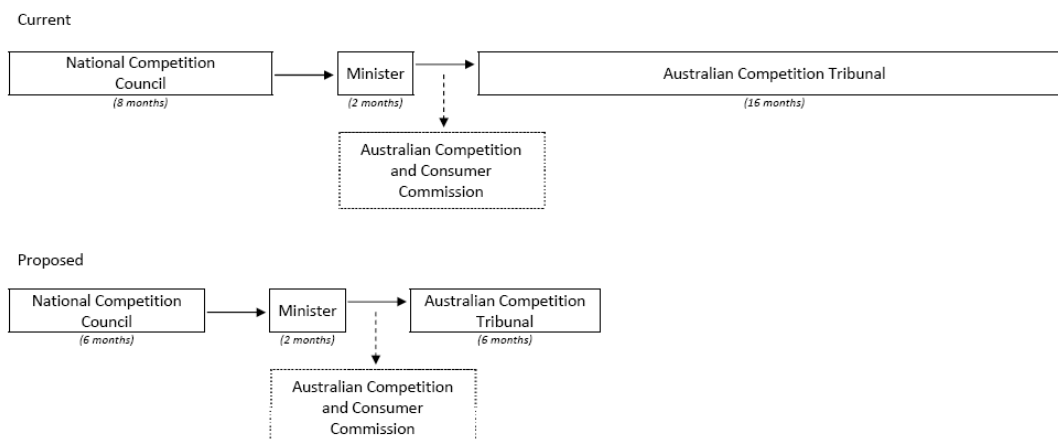 Current
National Competition
Council
(8 months)
Minister
(2 months)
Australian Competition Tribunal
(16 months)
Australian Competition
and Consumer
Commission
Proposed
National Competition
Council
(6 months)
Minister
(2 months)
Australian Competition
Tribunal
(6 months)
Australian Competition
and Consumer
Commission